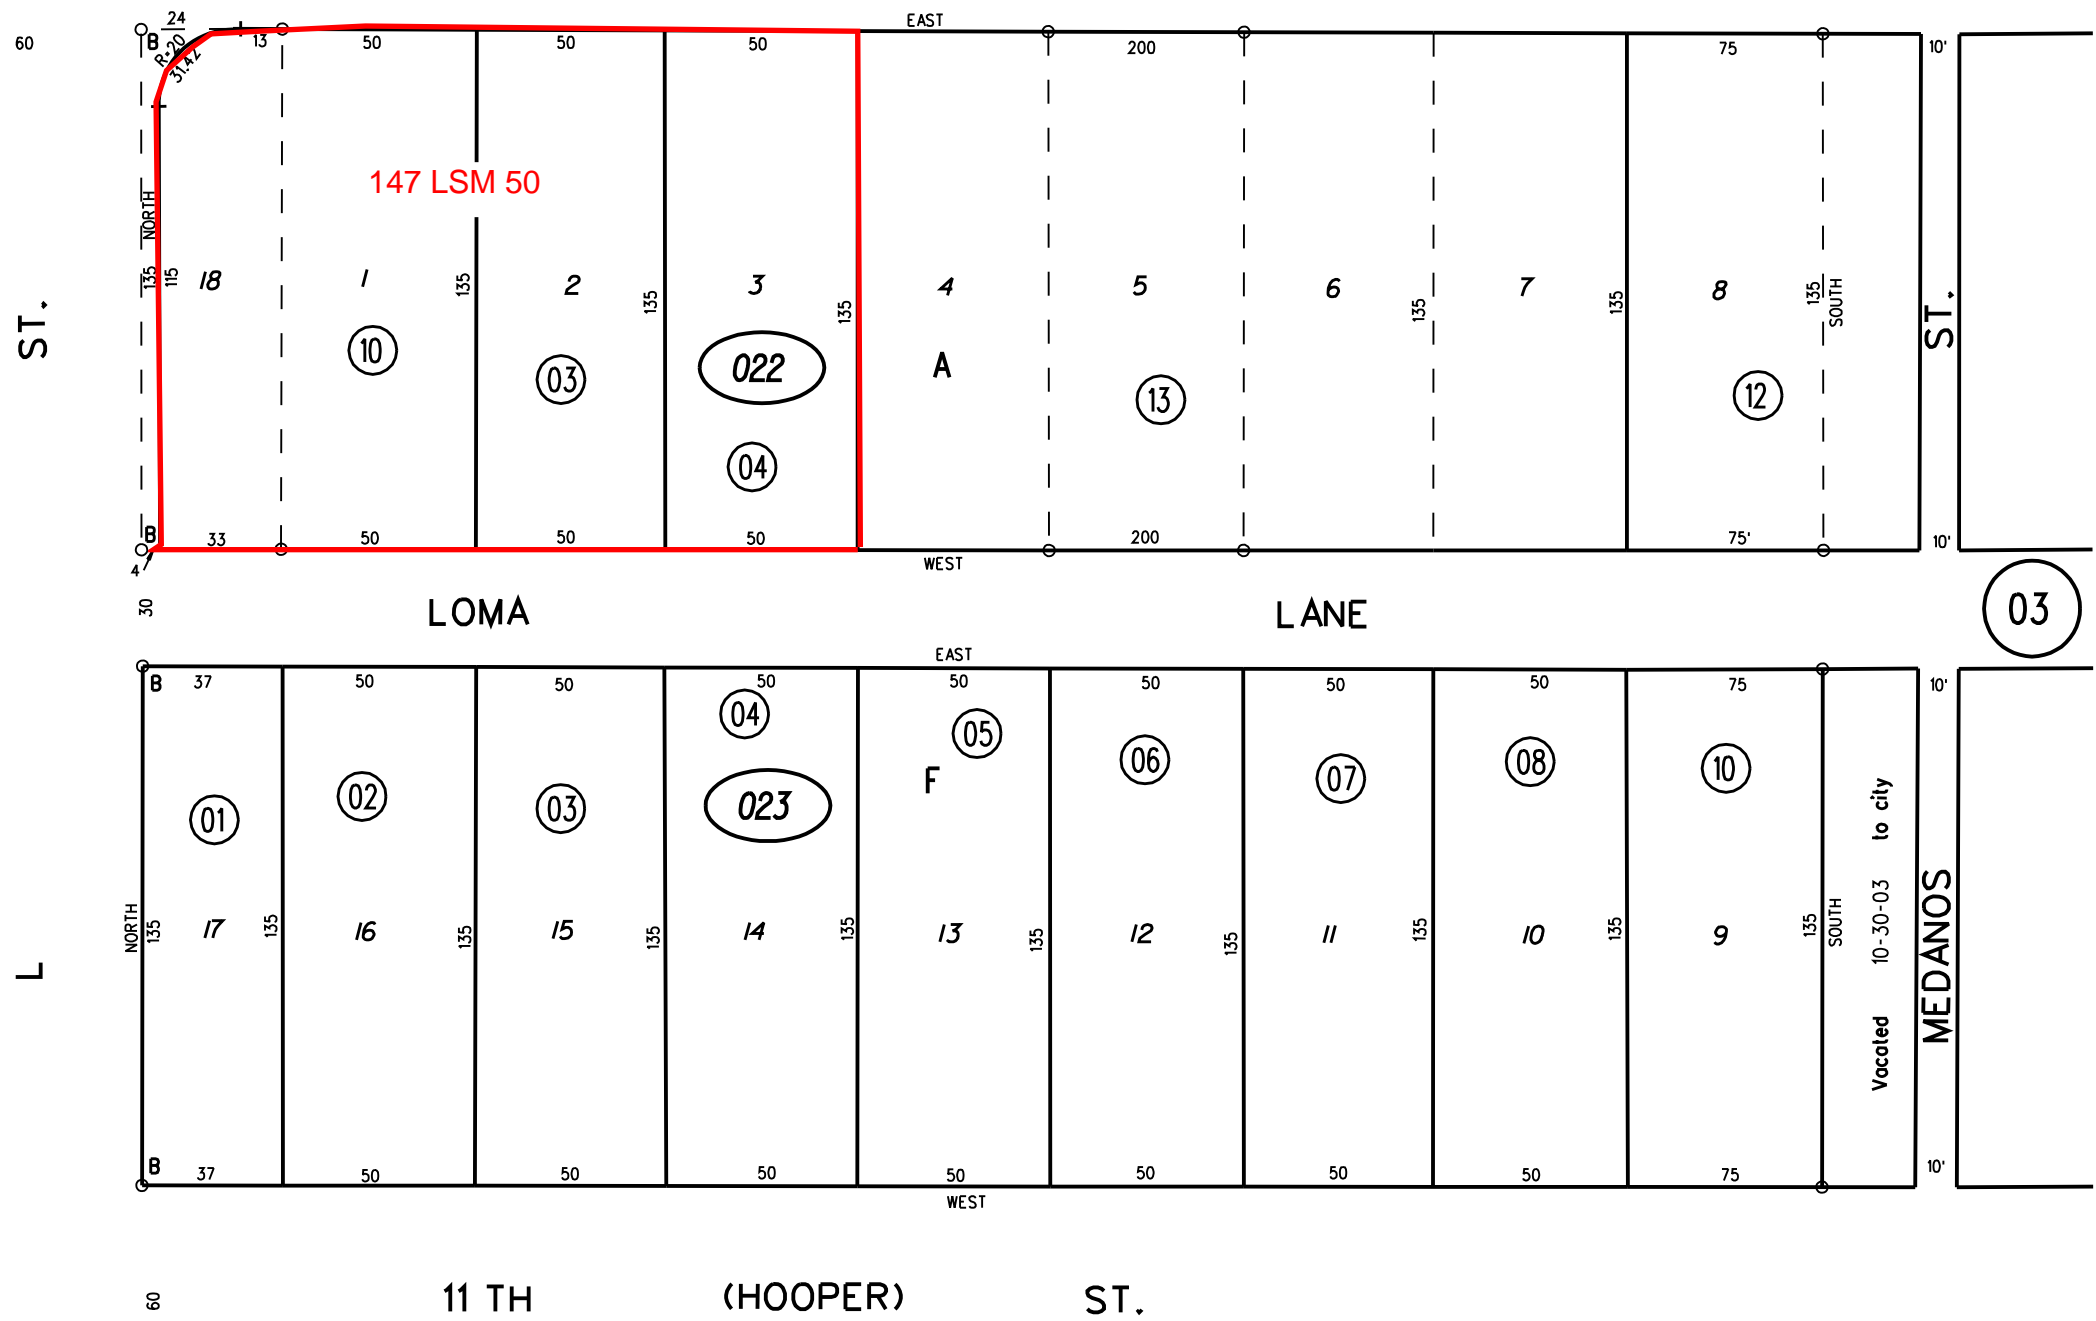 24 EAST
60 B 13 50 50 50 200 75 10'
R=20
31.42
147 LSM 50
NORTH
135 115 18 1 135 2 135 3 135 4 5 6 135 7 135 8 135 SOUTH
ST. ST.
10 03 022 A 13 12
04
B 33 50 50 50 200 75' 10'
4 WEST
30 LOMA LANE 03
EAST
B 37 50 50 50 50 50 50 50 75 10'
04 05
01 02 03 023 F 06 07 08 10
NORTH 135 17 135 16 135 15 135 14 135 13 135 12 135 11 135 10 135 9 135 SOUTH
Vacated 10-30-03 to city
L MEDANOS
B 37 50 50 50 50 50 50 50 75 10'
WEST
60 11 TH (HOOPER) ST.